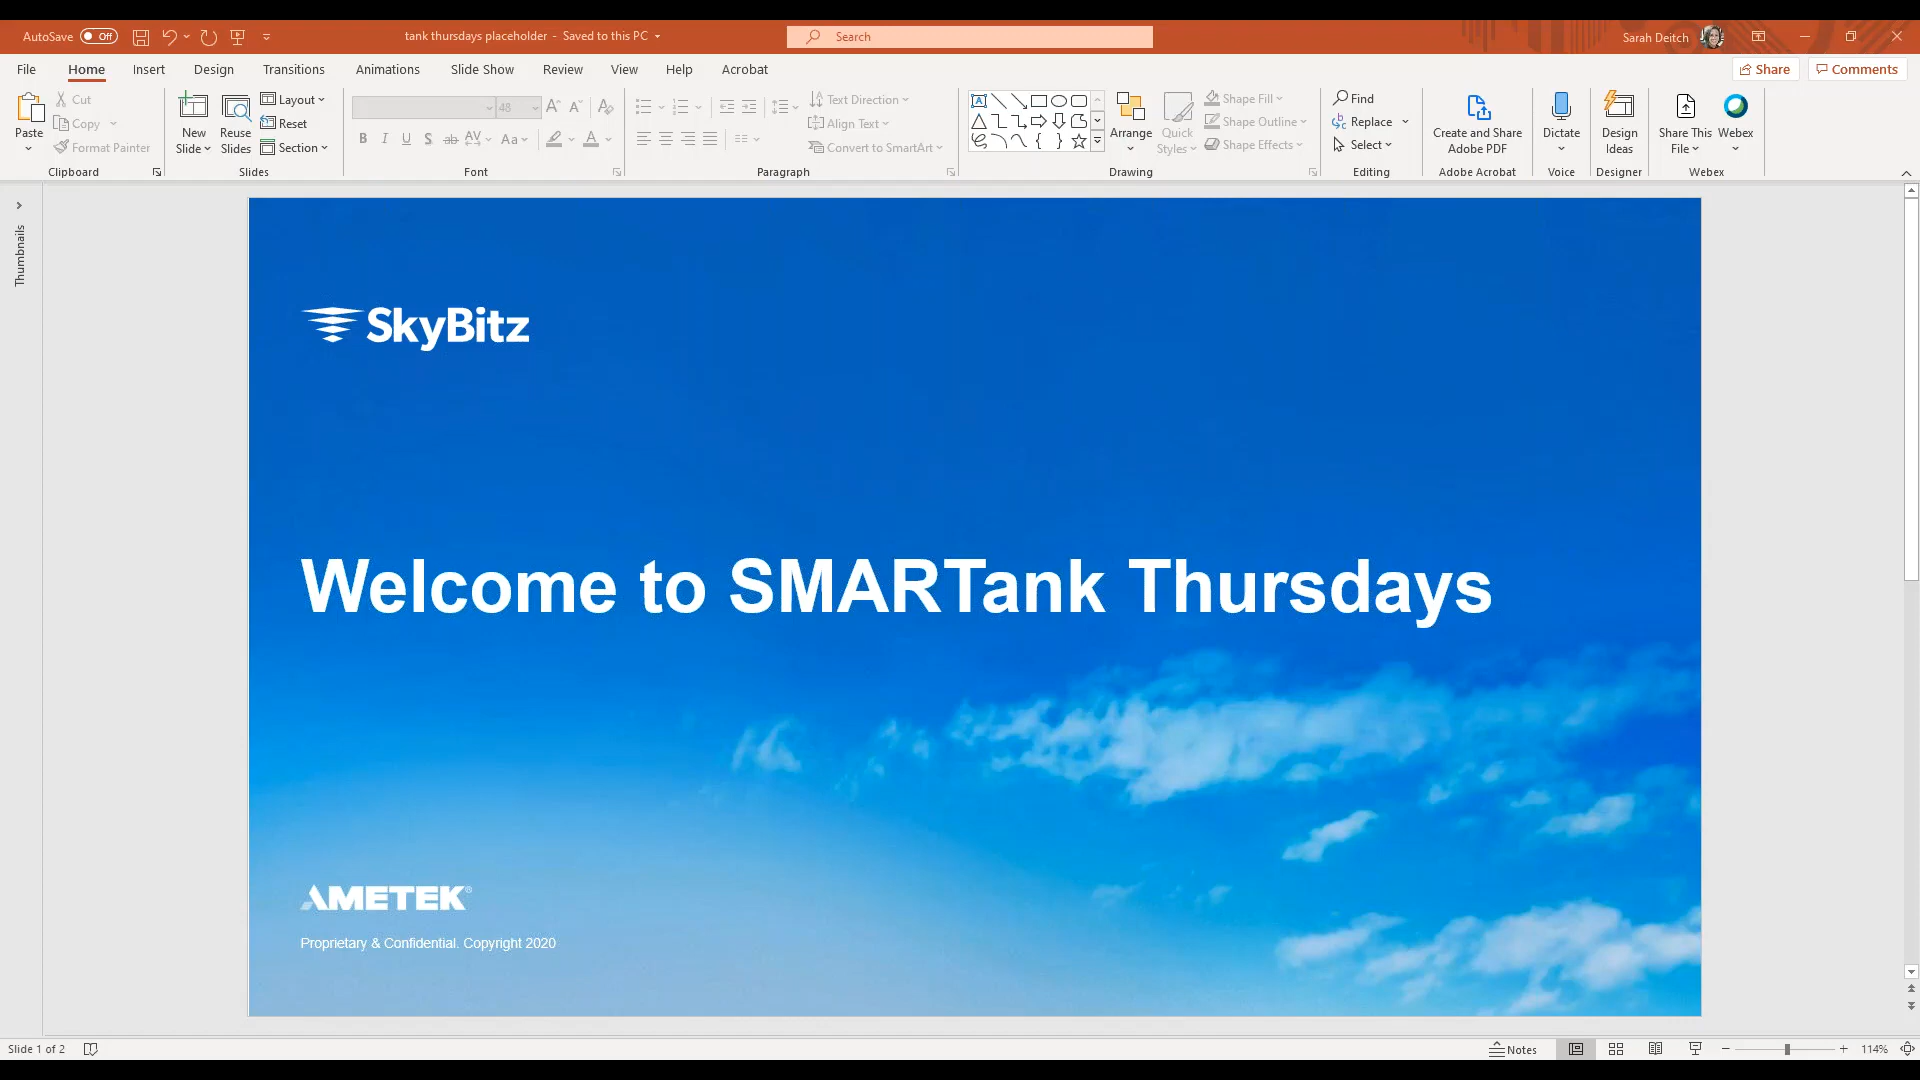 AutoSave Off
tank thursdays placeholder - Saved to this PC
Search
Sarah Deitch
File Home Insert Design Transitions Animations Slide Show Review View Help Acrobat
Share Comments
Paste
Cut
Copy
Format Painter
Clipboard
New Slide
Reuse Slides
Layout
Reset
Section
Slides
48
B I U S ab AV Aa A
Font
Text Direction
Align Text
Convert to SmartArt
Paragraph
Arrange
Quick Styles
Shape Fill
Shape Outline
Shape Effects
Drawing
Find
Replace
Select
Editing
Create and Share
Adobe PDF
Adobe Acrobat
Dictate
Voice
Design
Ideas
Designer
Share This
File
Webex
Webex
Thumbnails
SkyBitz
Welcome to SMARTank Thursdays
AMETEK®
Proprietary & Confidential. Copyright 2020
Slide 1 of 2
Notes
114%